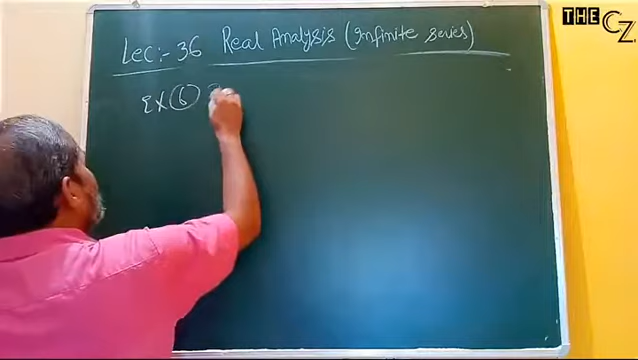 THE CZ
Lec:- 36 Real Analysis (Infinite series)
Ex (6)